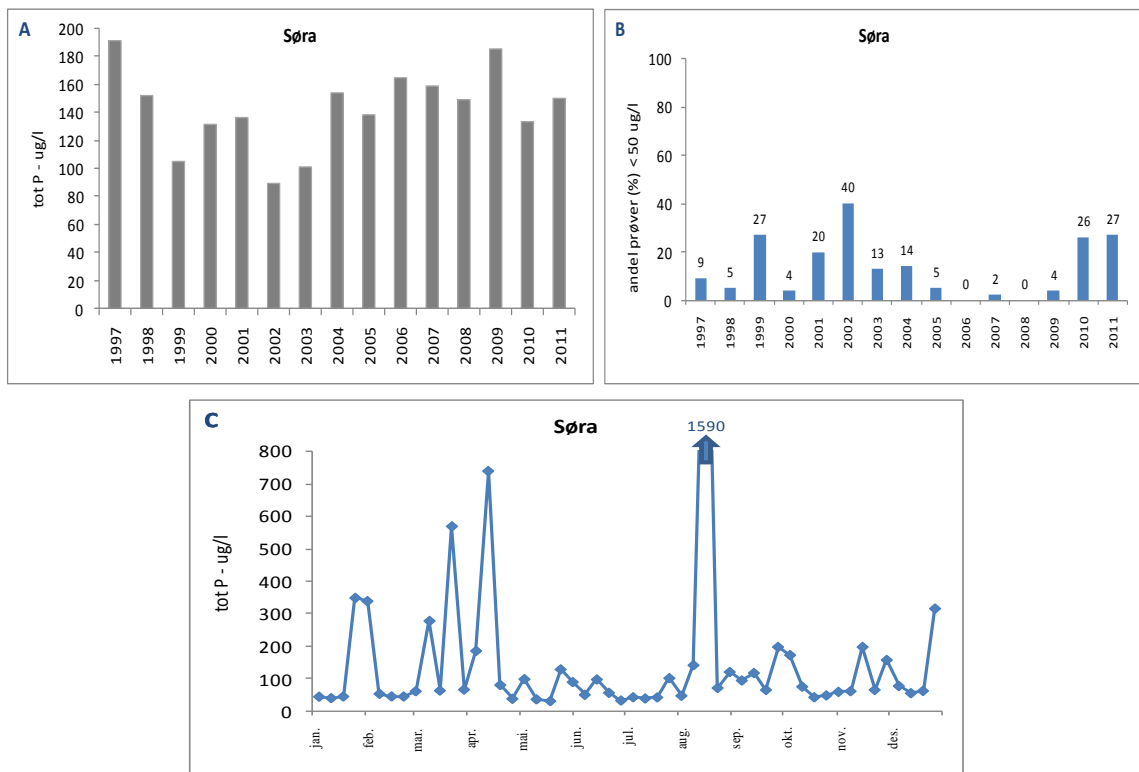 A
Søra
200
180
160
140
120
100
80
60
40
20
0
tot P - ug/l
1997 1998 1999 2000 2001 2002 2003 2004 2005 2006 2007 2008 2009 2010 2011
B
Søra
100
80
60
40
20
0
andel prøver (%) < 50 ug/l
9 5 27 4 20 40 13 14 5 0 2 0 4 26 27
1997 1998 1999 2000 2001 2002 2003 2004 2005 2006 2007 2008 2009 2010 2011
C
Søra
1590
800
700
600
500
400
300
200
100
0
tot P - ug/l
jan. feb. mar. apr. mai. jun. jul. aug. sep. okt. nov. des.